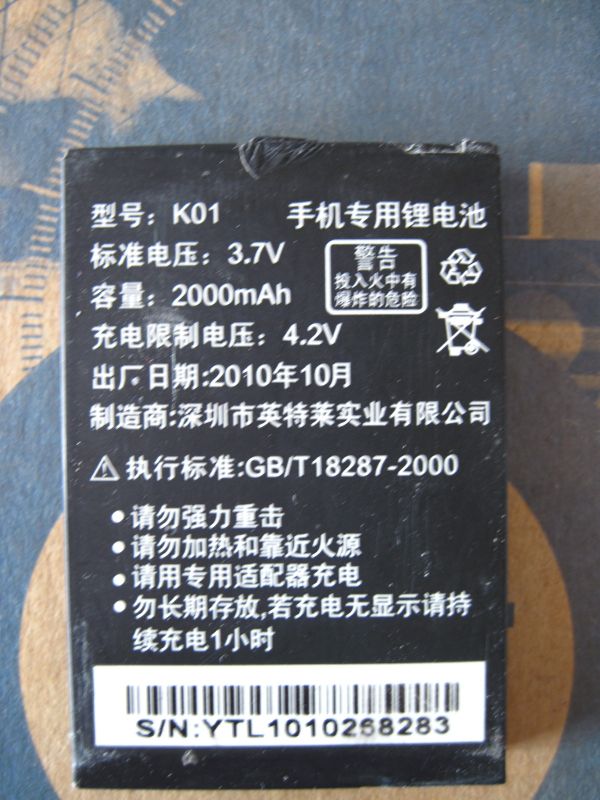 型号：K01 手机专用锂电池
标准电压：3.7V
容量：2000mAh
警告
投入火中有
爆炸的危险
充电限制电压：4.2V
出厂日期:2010年10月
制造商:深圳市英特莱实业有限公司
执行标准:GB/T18287-2000
●请勿强力重击
●请勿加热和靠近火源
●请用专用适配器充电
●勿长期存放,若充电无显示请持
续充电1小时
S/N:YTL1010268283